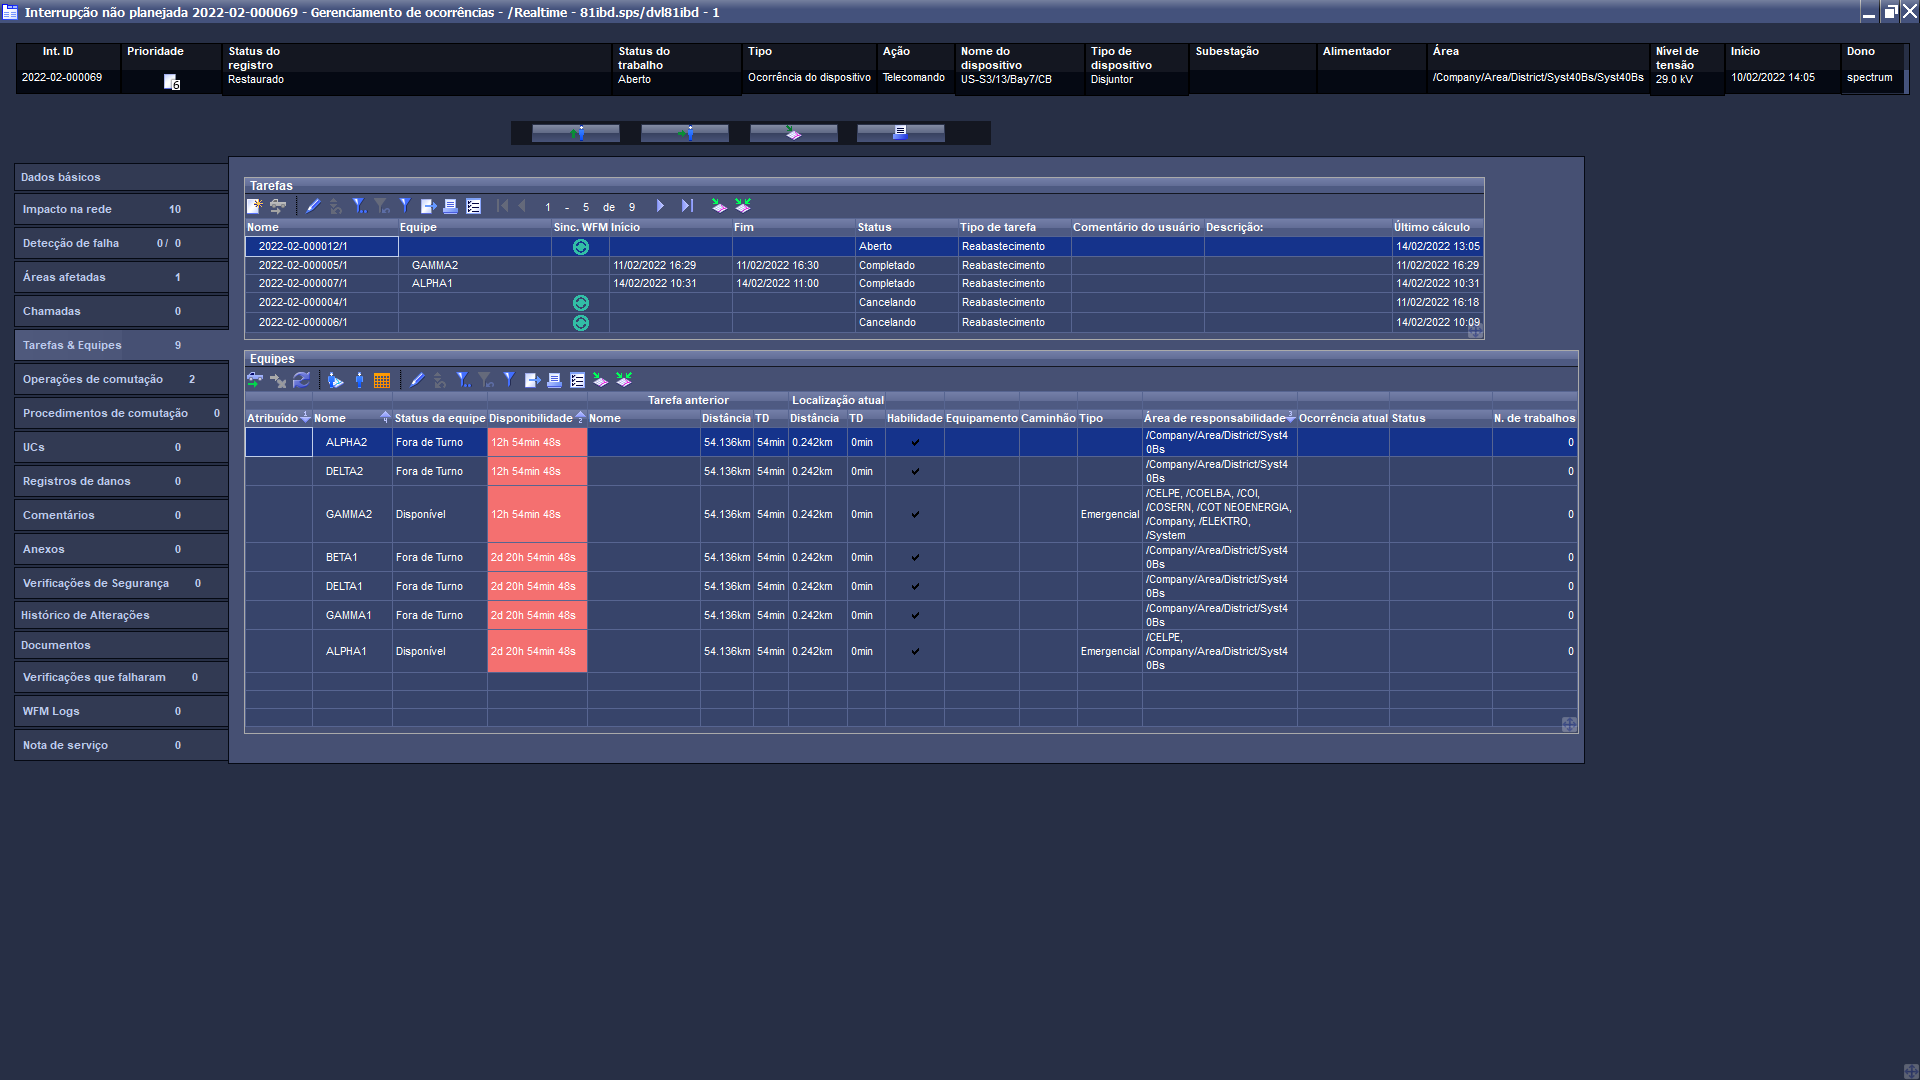 Interrupção não planejada 2022-02-000069 - Gerenciamento de ocorrências - /Realtime - 81ibd.sps/dvl81ibd - 1
Int. ID Prioridade Status do registro Status do trabalho Tipo Ação Nome do dispositivo Tipo de dispositivo Subestação Alimentador Área Nível de tensão Início Dono
2022-02-000069 6 Restaurado Aberto Ocorrência do dispositivo Telecomando US-S3/13/Bay7/CB Disjuntor /Company/Area/District/Syst40Bs/Syst40Bs 29.0 kV 10/02/2022 14:05 spectrum
Dados básicos
Impacto na rede 10
Detecção de falha 0 / 0
Áreas afetadas 1
Chamadas 0
Tarefas & Equipes 9
Operações de comutação 2
Procedimentos de comutação 0
UCs 0
Registros de danos 0
Comentários 0
Anexos 0
Verificações de Segurança 0
Histórico de Alterações
Documentos
Verificações que falharam 0
WFM Logs 0
Nota de serviço 0
Tarefas
1 - 5 de 9
Nome Equipe Sinc. WFM Início Fim Status Tipo de tarefa Comentário do usuário Descrição: Último cálculo
2022-02-000012/1 Aberto Reabastecimento 14/02/2022 13:05
2022-02-000005/1 GAMMA2 11/02/2022 16:29 11/02/2022 16:30 Completado Reabastecimento 11/02/2022 16:29
2022-02-000007/1 ALPHA1 14/02/2022 10:31 14/02/2022 11:00 Completado Reabastecimento 14/02/2022 10:31
2022-02-000004/1 Cancelando Reabastecimento 11/02/2022 16:18
2022-02-000006/1 Cancelando Reabastecimento 14/02/2022 10:09
Equipes
Tarefa anterior Localização atual
Atribuído 1 Nome 4 Status da equipe Disponibilidade 2 Nome Distância TD Distância TD Habilidade Equipamento Caminhão Tipo Área de responsabilidade 3 Ocorrência atual Status N. de trabalhos
ALPHA2 Fora de Turno 12h 54min 48s 54.136km 54min 0.242km 0min /Company/Area/District/Syst4 0
0Bs
DELTA2 Fora de Turno 12h 54min 48s 54.136km 54min 0.242km 0min /Company/Area/District/Syst4 0
0Bs
GAMMA2 Disponível 12h 54min 48s 54.136km 54min 0.242km 0min Emergencial /CELPE, /COELBA, /COI, 0
/COSERN, /COT NEOENERGIA,
/Company, /ELEKTRO,
/System
BETA1 Fora de Turno 2d 20h 54min 48s 54.136km 54min 0.242km 0min /Company/Area/District/Syst4 0
0Bs
DELTA1 Fora de Turno 2d 20h 54min 48s 54.136km 54min 0.242km 0min /Company/Area/District/Syst4 0
0Bs
GAMMA1 Fora de Turno 2d 20h 54min 48s 54.136km 54min 0.242km 0min /Company/Area/District/Syst4 0
0Bs
ALPHA1 Disponível 2d 20h 54min 48s 54.136km 54min 0.242km 0min Emergencial /CELPE, 0
/Company/Area/District/Syst4
0Bs